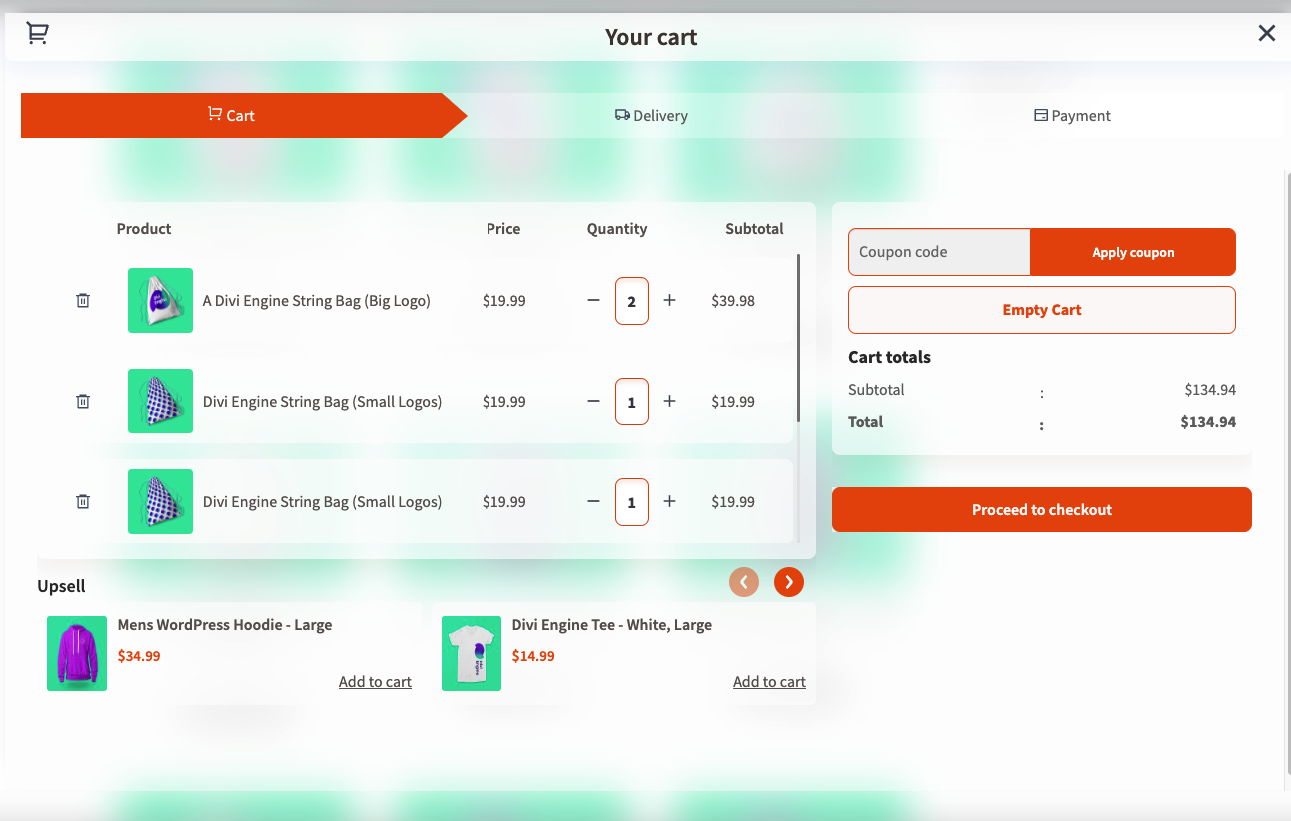 Your cart
Cart
Delivery
Payment
Product Price Quantity Subtotal
A Divi Engine String Bag (Big Logo) $19.99 − 2 + $39.98
Divi Engine String Bag (Small Logos) $19.99 − 1 + $19.99
Divi Engine String Bag (Small Logos) $19.99 − 1 + $19.99
Coupon code Apply coupon
Empty Cart
Cart totals
Subtotal : $134.94
Total : $134.94
Proceed to checkout
Upsell
Mens WordPress Hoodie - Large
$34.99
Add to cart
Divi Engine Tee - White, Large
$14.99
Add to cart